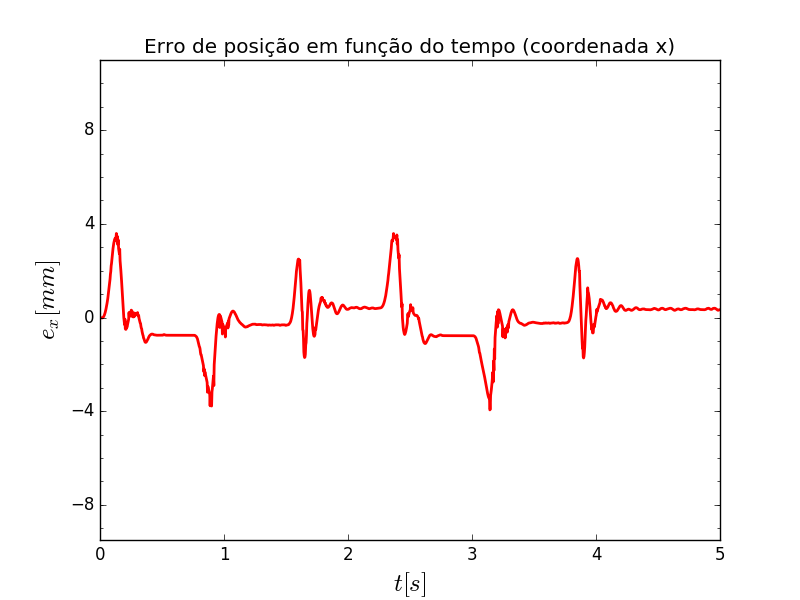 Erro de posição em função do tempo (coordenada x)
8
4
0
−4
−8
e_x[mm]
0 1 2 3 4 5
t[s]